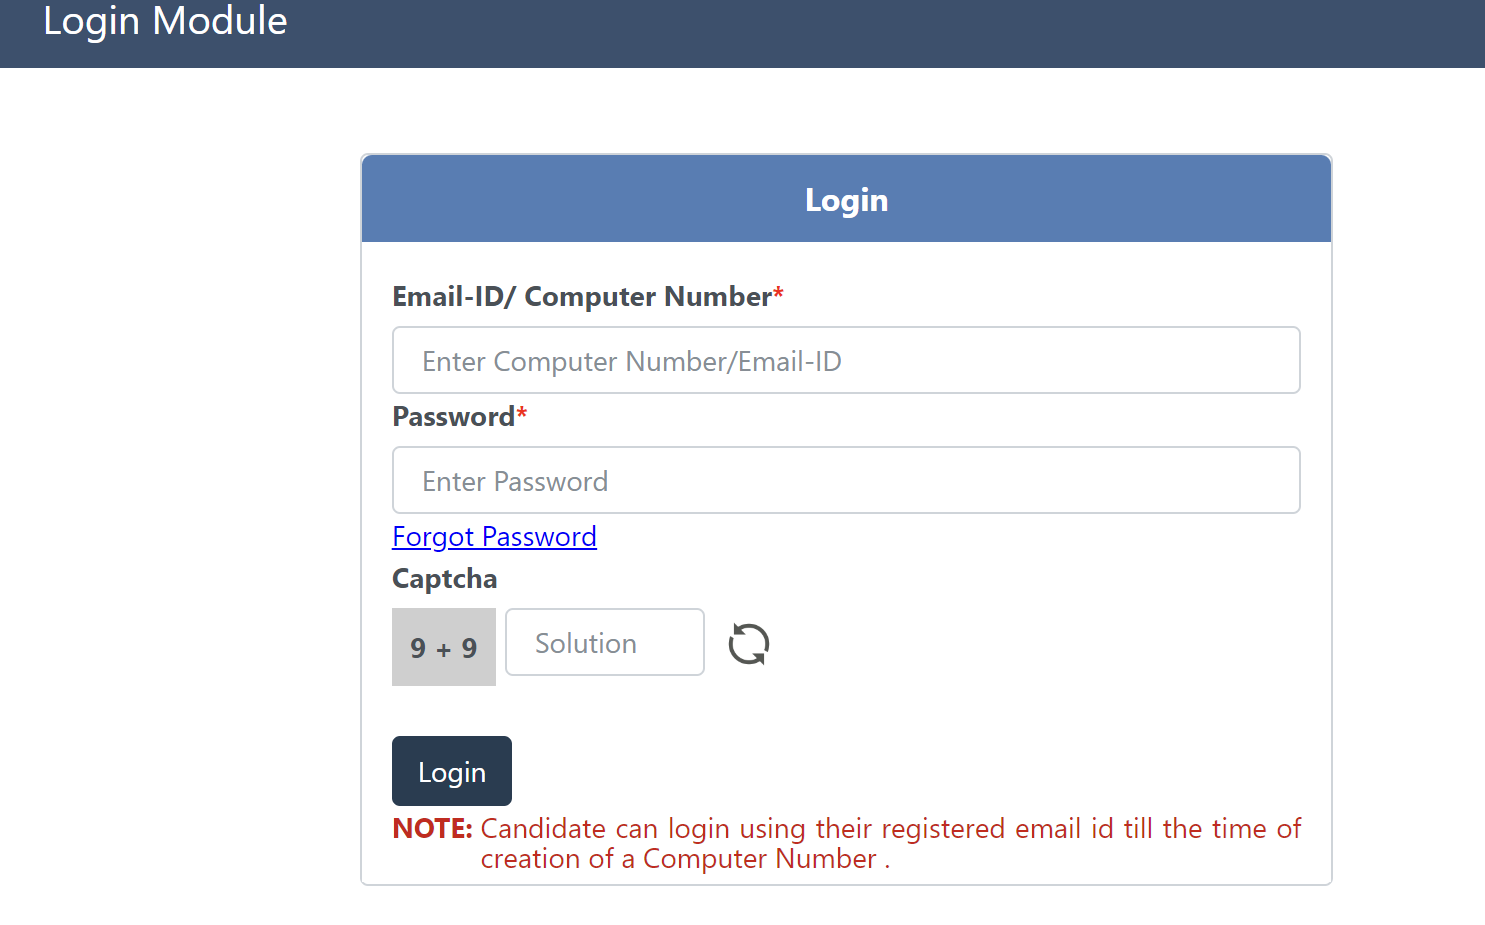 Login Module
Login
Email-ID/ Computer Number*
Enter Computer Number/Email-ID
Password*
Enter Password
Forgot Password
Captcha
9 + 9
Solution
Login
NOTE: Candidate can login using their registered email id till the time of
creation of a Computer Number .